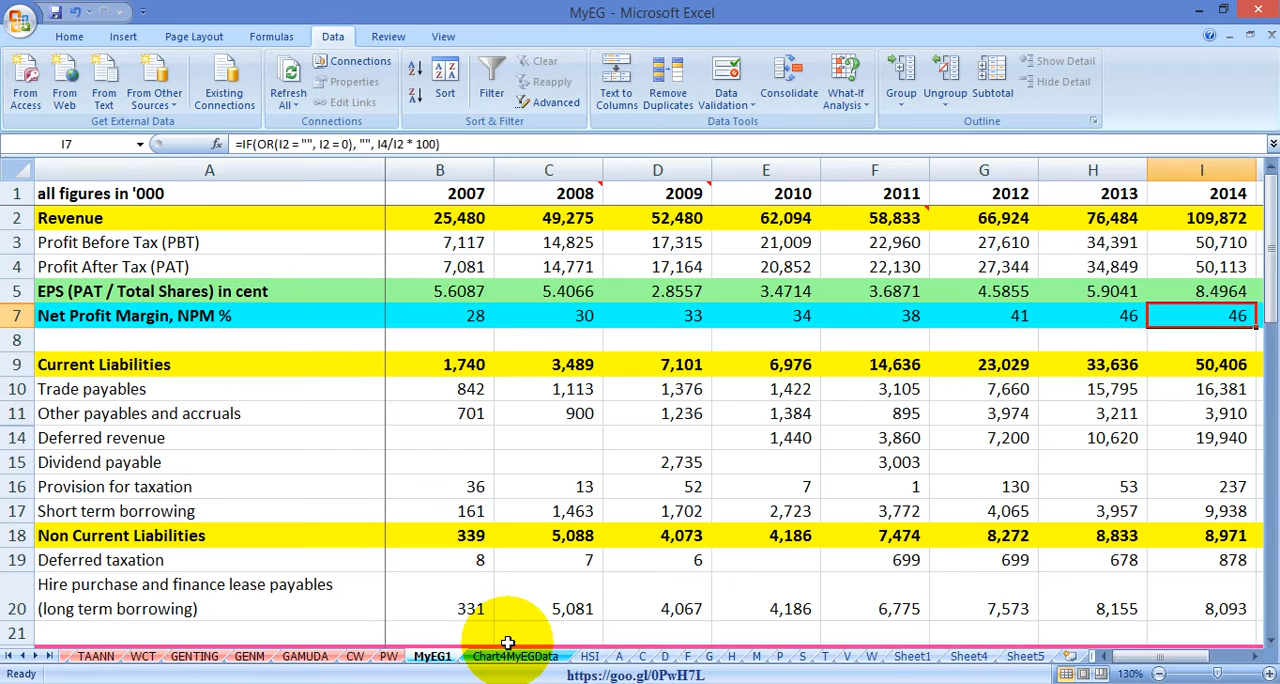 MyEG - Microsoft Excel
Home Insert Page Layout Formulas Data Review View
From Access From Web From Text From Other Sources Existing Connections Refresh All Connections Properties Edit Links Sort Filter Clear Reapply Advanced Text to Columns Remove Duplicates Data Validation Consolidate What-If Analysis Group Ungroup Subtotal Show Detail Hide Detail
Get External Data Connections Sort & Filter Data Tools Outline
I7 fx =IF(OR(I2 = "", I2 = 0), "", I4/I2 * 100)
A B C D E F G H I
1 all figures in '000 2007 2008 2009 2010 2011 2012 2013 2014
2 Revenue 25,480 49,275 52,480 62,094 58,833 66,924 76,484 109,872
3 Profit Before Tax (PBT) 7,117 14,825 17,315 21,009 22,960 27,610 34,391 50,710
4 Profit After Tax (PAT) 7,081 14,771 17,164 20,852 22,130 27,344 34,849 50,113
5 EPS (PAT / Total Shares) in cent 5.6087 5.4066 2.8557 3.4714 3.6871 4.5855 5.9041 8.4964
7 Net Profit Margin, NPM % 28 30 33 34 38 41 46 46
8
9 Current Liabilities 1,740 3,489 7,101 6,976 14,636 23,029 33,636 50,406
10 Trade payables 842 1,113 1,376 1,422 3,105 7,660 15,795 16,381
11 Other payables and accruals 701 900 1,236 1,384 895 3,974 3,211 3,910
14 Deferred revenue 1,440 3,860 7,200 10,620 19,940
15 Dividend payable 2,735 3,003
16 Provision for taxation 36 13 52 7 1 130 53 237
17 Short term borrowing 161 1,463 1,702 2,723 3,772 4,065 3,957 9,938
18 Non Current Liabilities 339 5,088 4,073 4,186 7,474 8,272 8,833 8,971
19 Deferred taxation 8 7 6 699 699 678 878
Hire purchase and finance lease payables
20 (long term borrowing) 331 5,081 4,067 4,186 6,775 7,573 8,155 8,093
21
TAANN WCT GENTING GENM GAMUDA CW PW MyEG1 Chart4MyEGData HSI A C D F G H M P S T V W Sheet1 Sheet4 Sheet5
Ready https://goo.gl/0PwH7L 130%